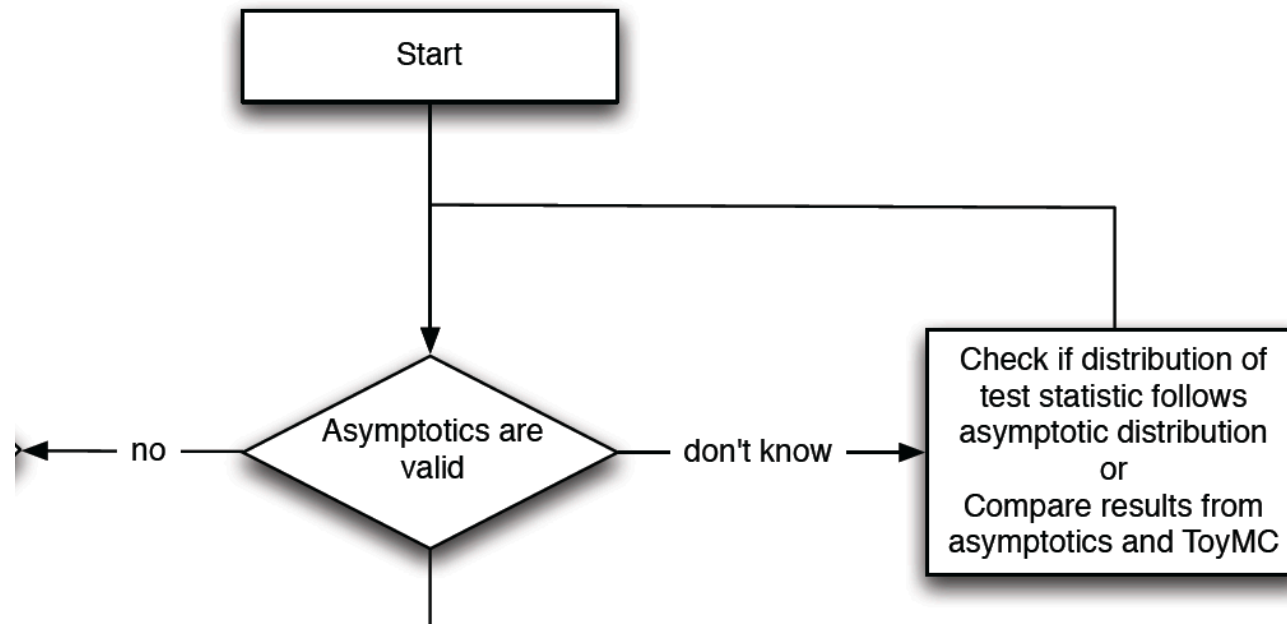 Start
Asymptotics are
valid
no
don't know
Check if distribution of
test statistic follows
asymptotic distribution
or
Compare results from
asymptotics and ToyMC